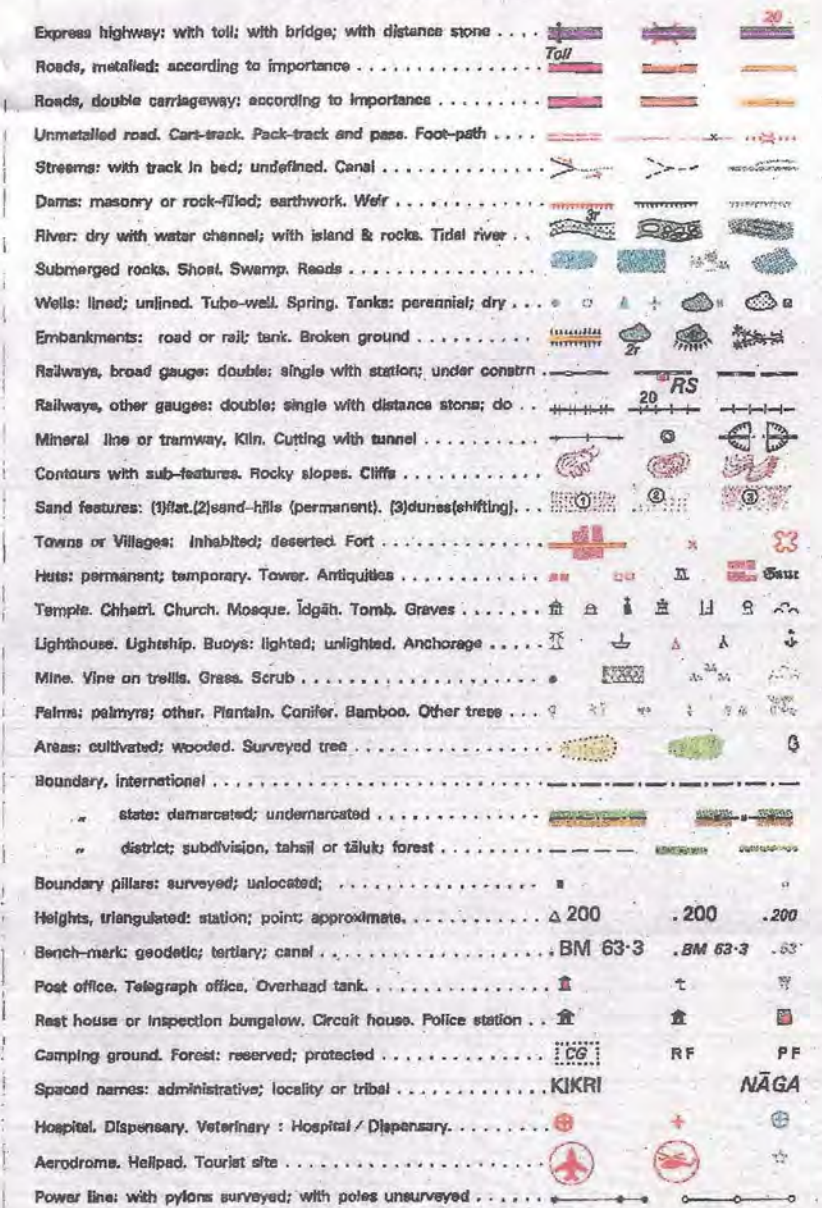 Express highway: with toll; with bridge; with distance stone .... 20
Toll
Roads, metalled: according to importance
Roads, double carriageway: according to importance
Unmetalled road. Cart-track. Pack-track and pass. Foot-path
Streams: with track in bed; undefined. Canal
Dams: masonry or rock-filled; earthwork. Weir
3r
River: dry with water channel; with island & rocks. Tidal river
Submerged rocks. Shoal. Swamp. Reeds
Wells: lined; unlined. Tube-well. Spring. Tanks: perennial; dry
Embankments: road or rail; tank. Broken ground
2r
Railways, broad gauge: double; single with station; under constrn
RS
Railways, other gauges: double; single with distance stone; do
20
Mineral line or tramway. Kiln. Cutting with tunnel
Contours with sub-features. Rocky slopes. Cliffs
Sand features: (1)flat.(2)sand-hills (permanent). (3)dunes(shifting). 1 2 3
Towns or Villages: inhabited; deserted. Fort
Huts: permanent; temporary. Tower. Antiquities Gaur
Temple. Chhatri. Church. Mosque. Īdgāh. Tomb. Graves
Lighthouse. Lightship. Buoys: lighted; unlighted. Anchorage
Mine. Vine on trellis. Grass. Scrub
Palms: palmyra; other. Plantain. Conifer. Bamboo. Other trees
Areas: cultivated; wooded. Surveyed tree
Boundary, international
„ state: demarcated; undemarcated
„ district; subdivision, tahsil or tāluk; forest
Boundary pillars: surveyed; unlocated;
Heights, triangulated: station; point; approximate. △ 200 .200 .200
Bench-mark: geodetic; tertiary; canal .BM 63·3 .BM 63·3 .63·
Post office. Telegraph office. Overhead tank.
Rest house or Inspection bungalow. Circuit house. Police station
Camping ground. Forest: reserved; protected CG RF PF
Spaced names: administrative; locality or tribal KIKRI NĀGA
Hospital. Dispensary. Veterinary : Hospital / Dispensary.
Aerodrome. Helipad. Tourist site
Power line: with pylons surveyed; with poles unsurveyed